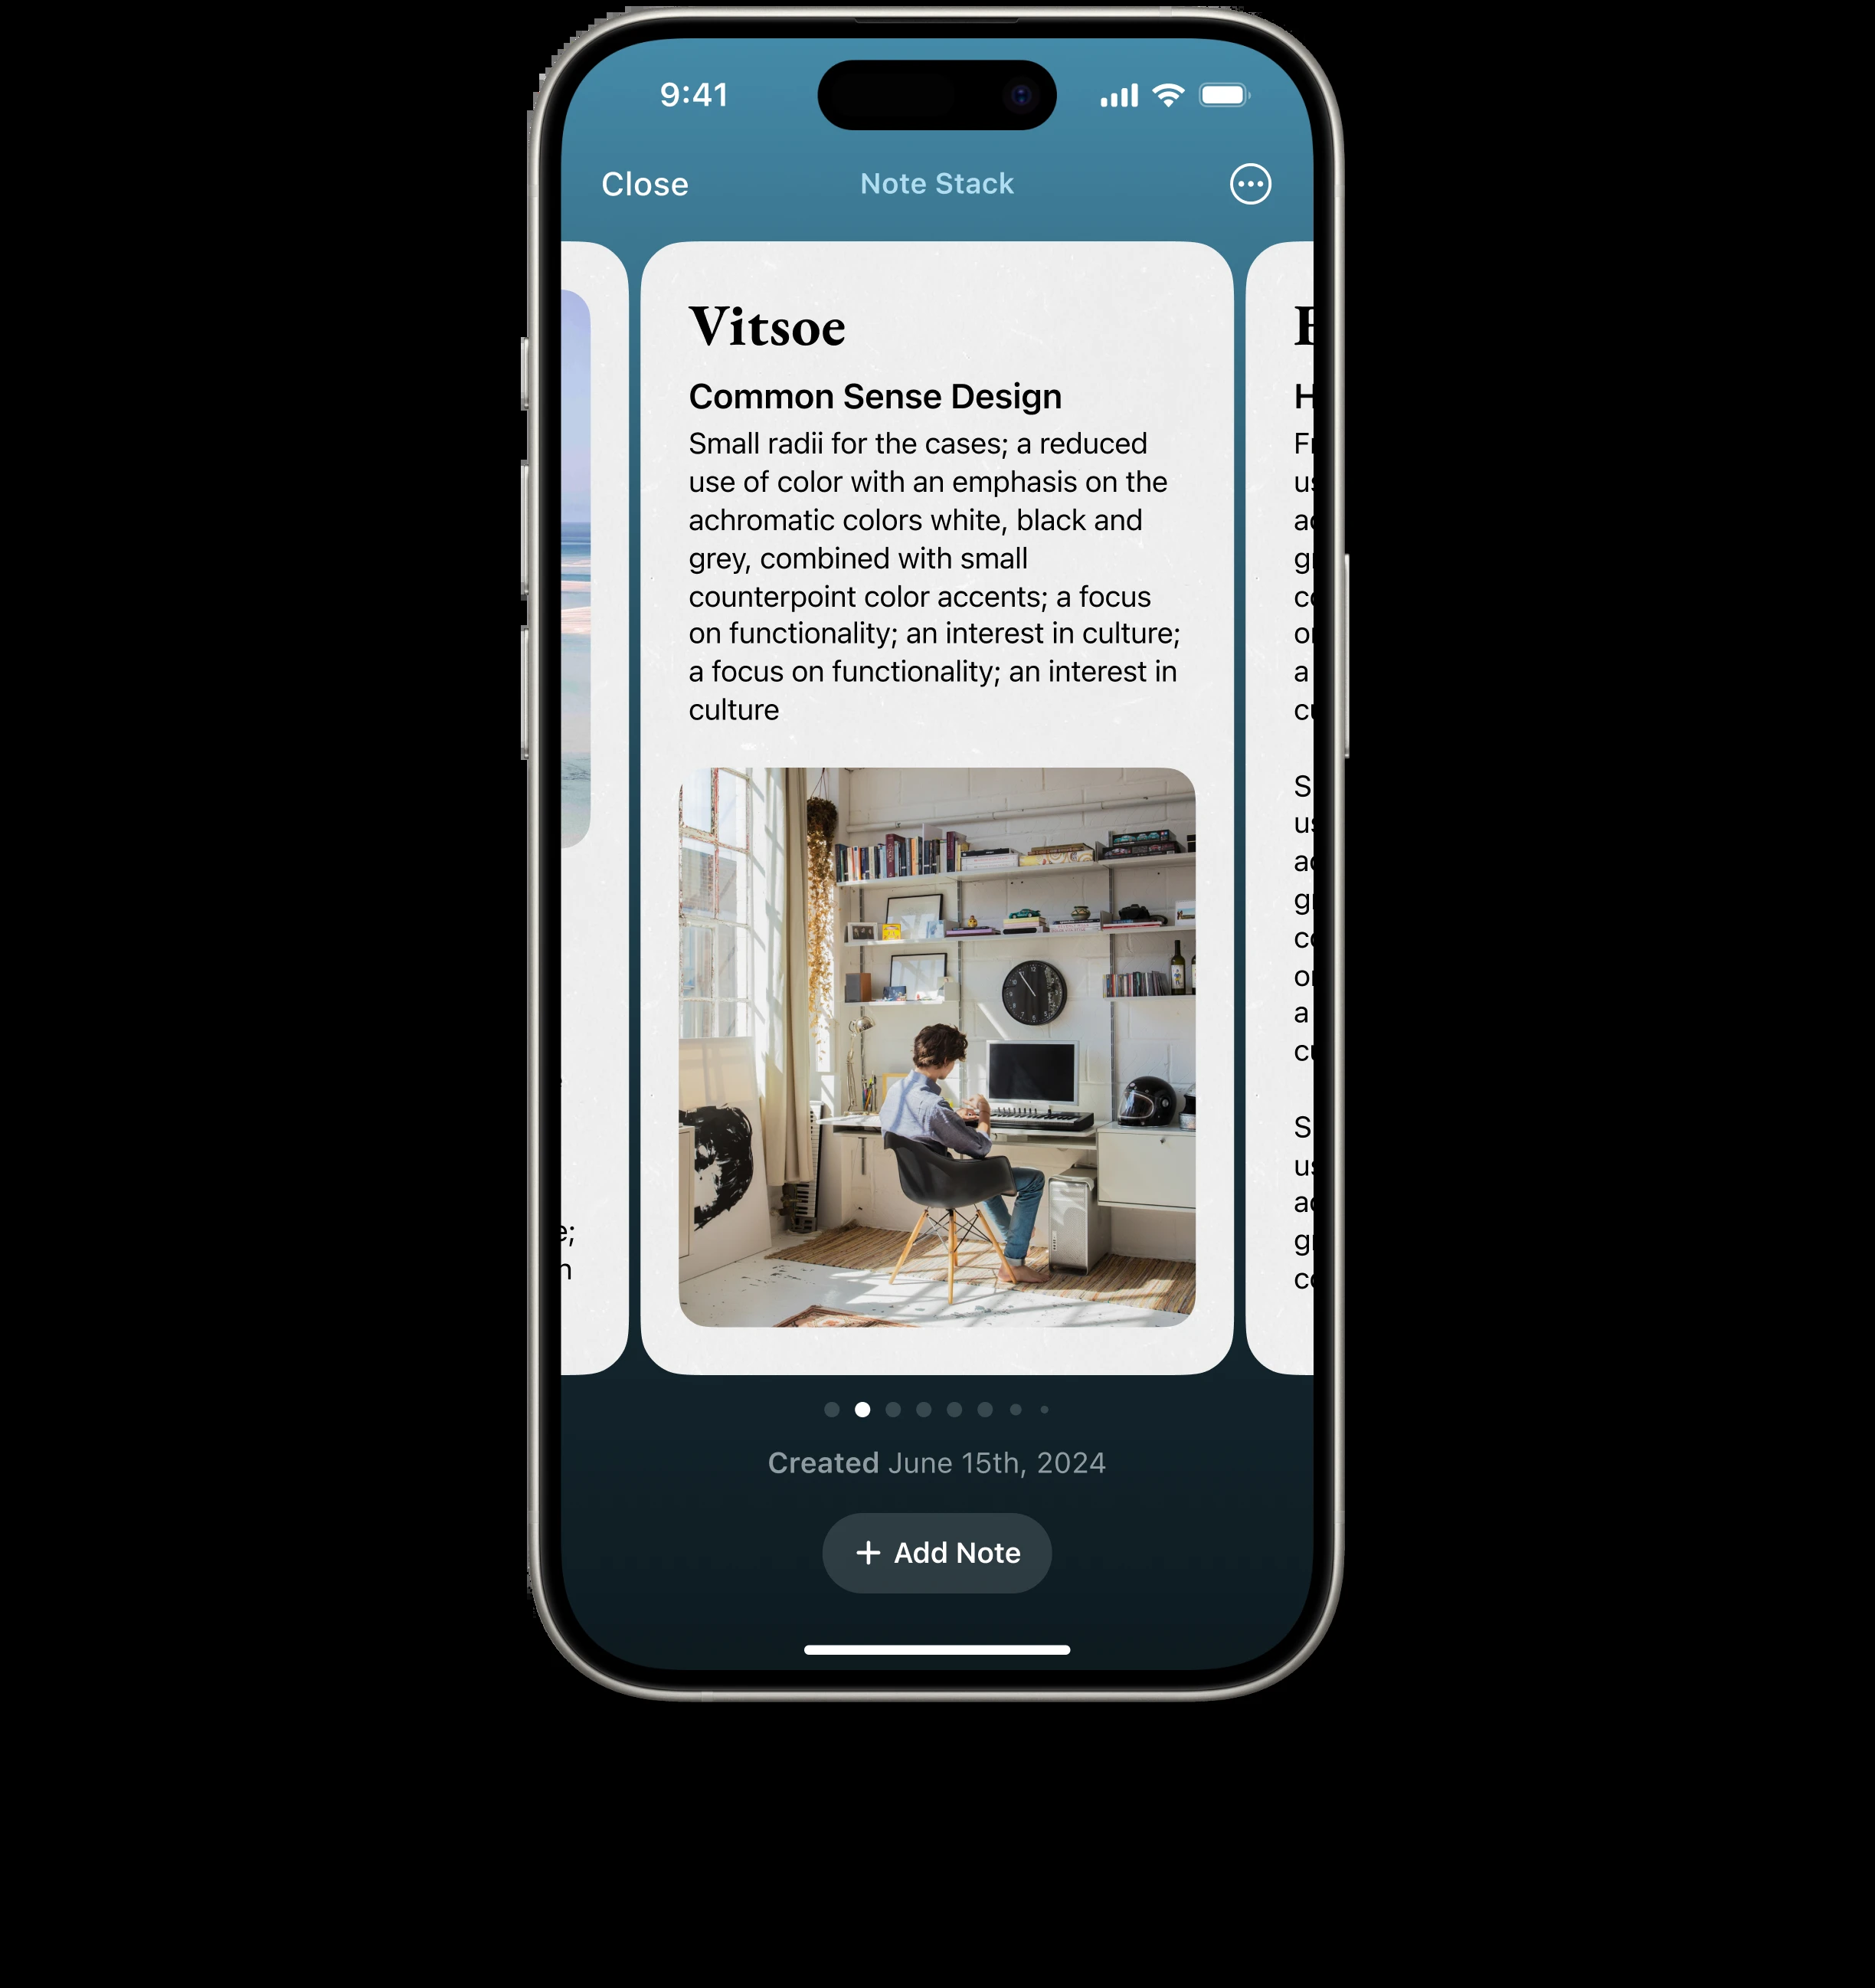 9:41
Close
Note Stack
Vitsoe
Common Sense Design
Small radii for the cases; a reduced
use of color with an emphasis on the
achromatic colors white, black and
grey, combined with small
counterpoint color accents; a focus
on functionality; an interest in culture;
a focus on functionality; an interest in
culture
Created June 15th, 2024
+ Add Note